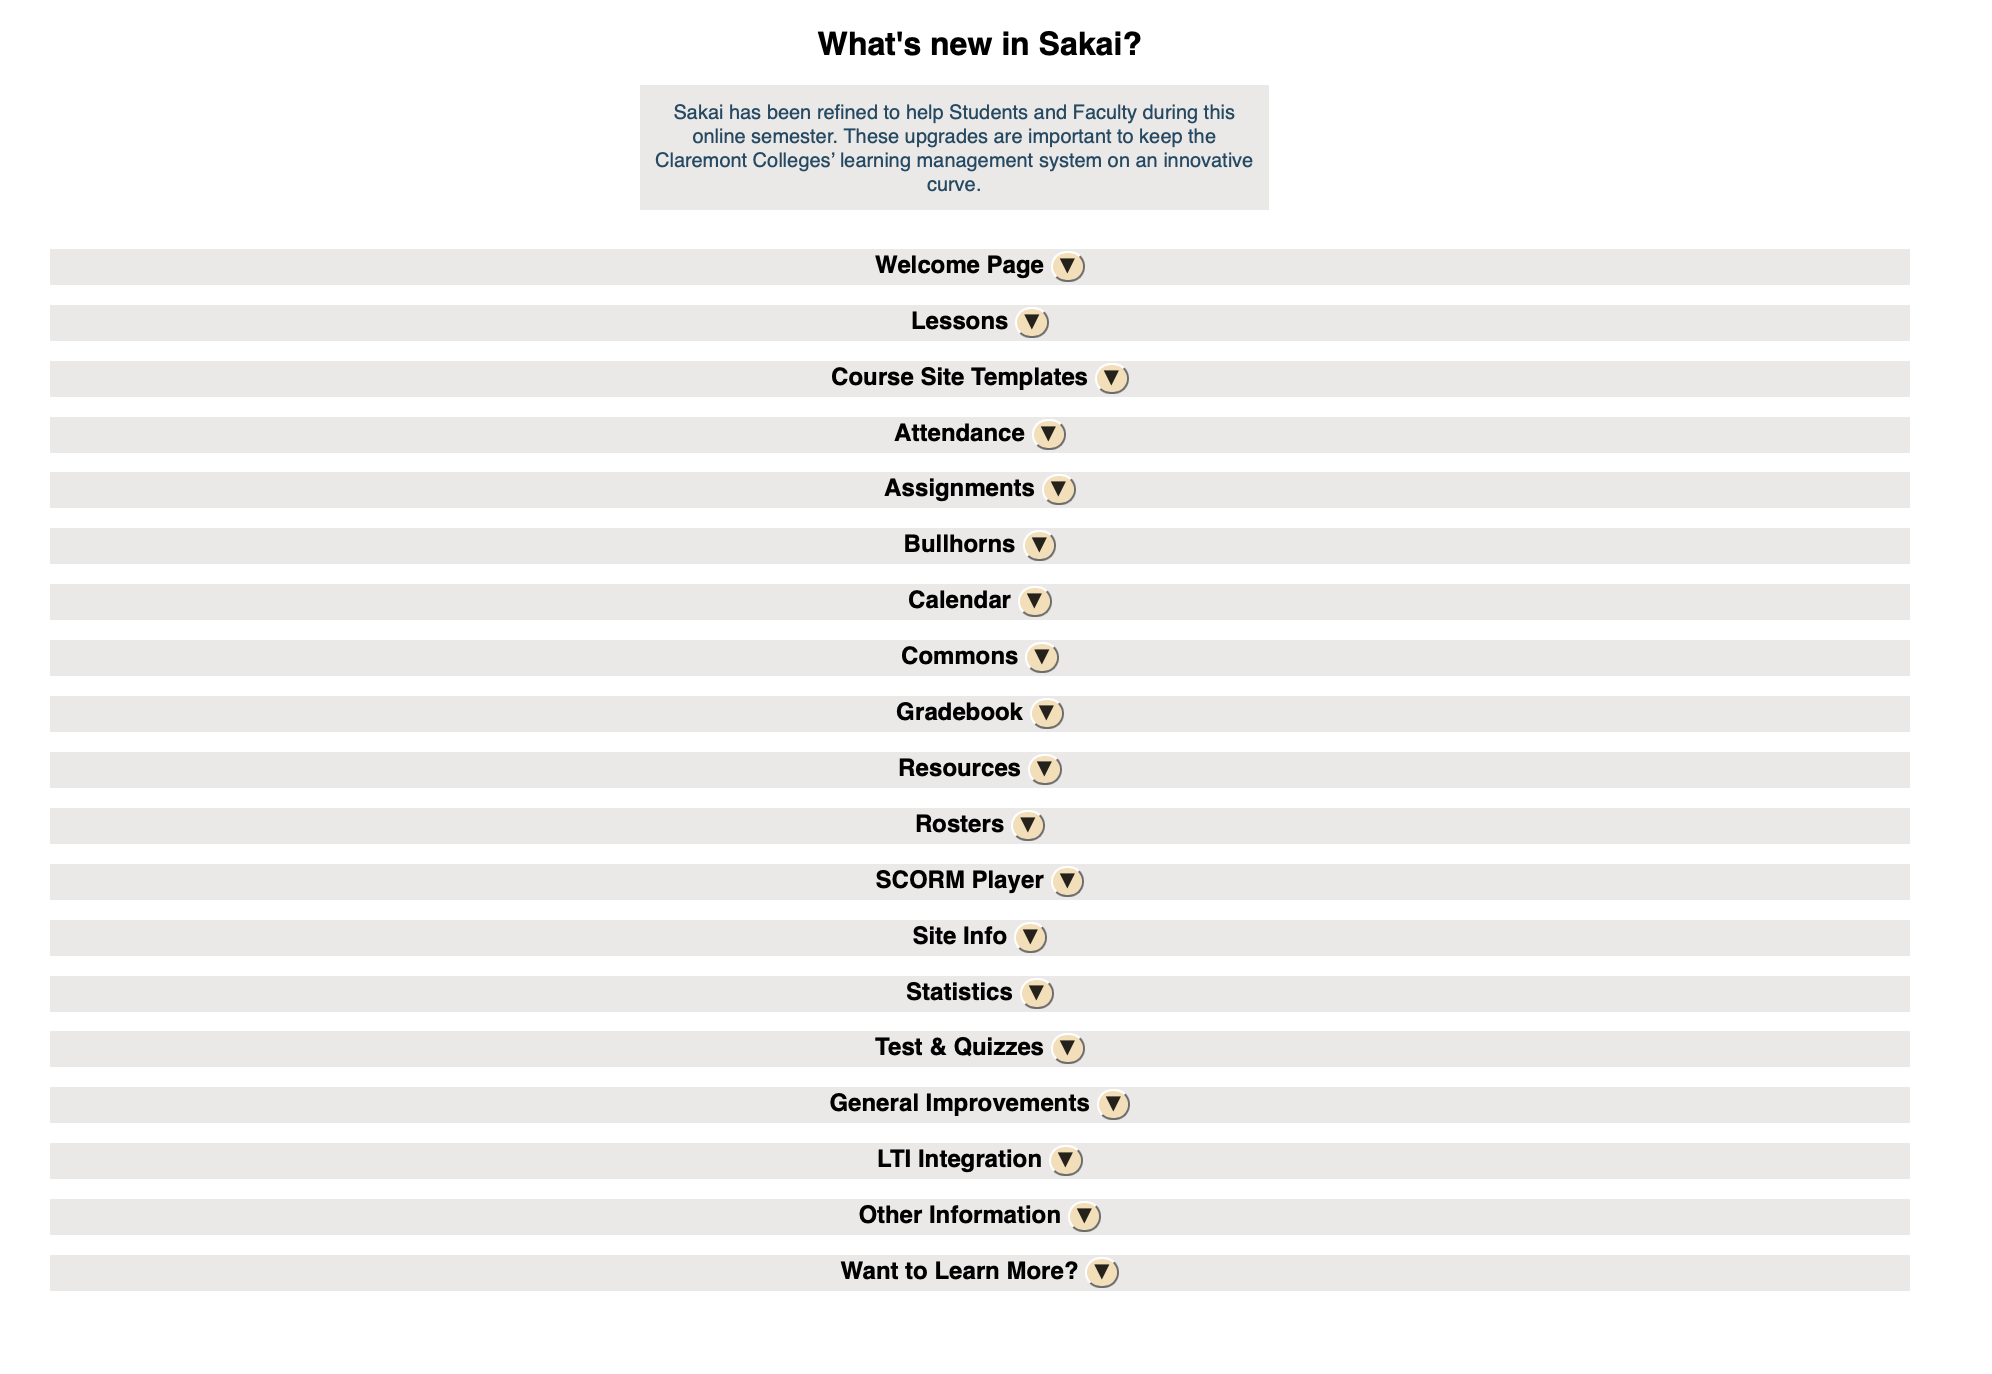 What's new in Sakai?
Sakai has been refined to help Students and Faculty during this
online semester. These upgrades are important to keep the
Claremont Colleges’ learning management system on an innovative
curve.
Welcome Page ▼
Lessons ▼
Course Site Templates ▼
Attendance ▼
Assignments ▼
Bullhorns ▼
Calendar ▼
Commons ▼
Gradebook ▼
Resources ▼
Rosters ▼
SCORM Player ▼
Site Info ▼
Statistics ▼
Test & Quizzes ▼
General Improvements ▼
LTI Integration ▼
Other Information ▼
Want to Learn More? ▼